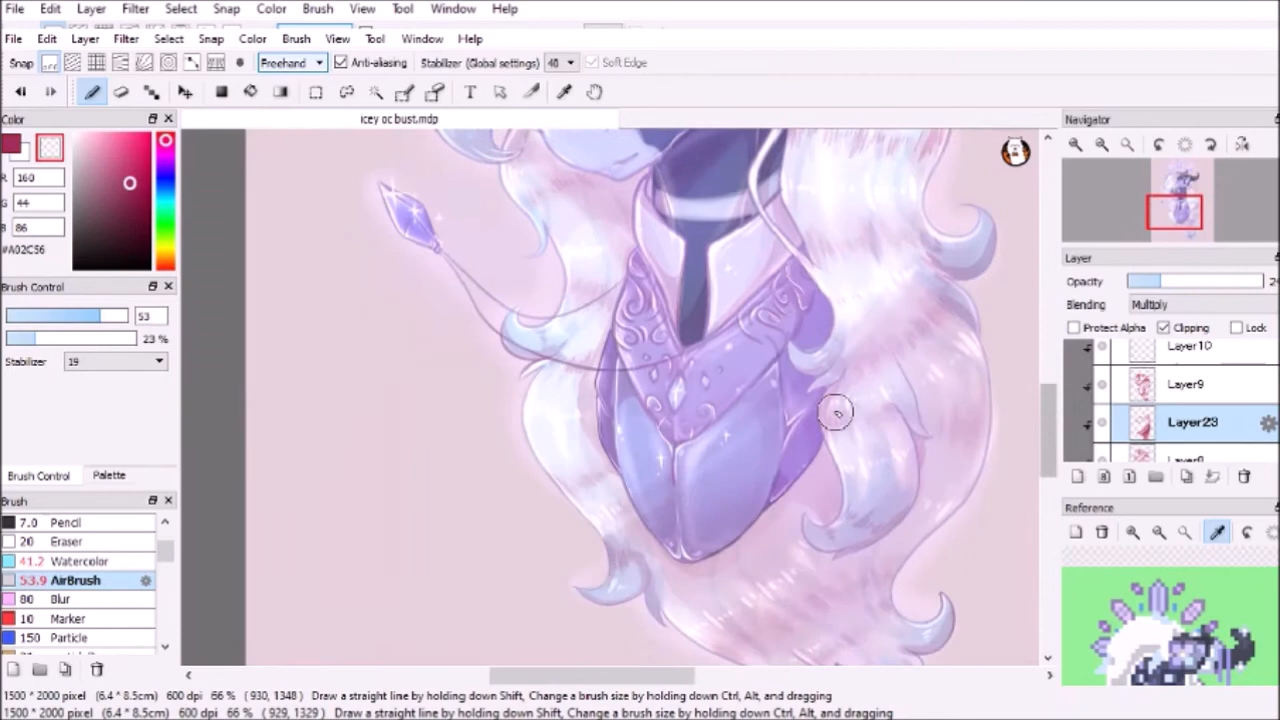 File Edit Layer Filter Select Snap Color Brush View Tool Window Help
File Edit Layer Filter Select Snap Color Brush View Tool Window Help
Snap off Freehand Anti-aliasing Stabilizer (Global settings) 48 Soft Edge
T
Color
icey oc bust.mdp
Navigator
R 160
G 44
B 86
#A02C56
Layer
Opacity
Brush Control
Blending Multiply
53
Protect Alpha Clipping Lock
23 %
Layer10
Stabilizer 19
Layer9
Layer23
Brush Control Palette
8 1
Brush
Reference
7.0 Pencil
20 Eraser
41.2 Watercolor
53.9 AirBrush
80 Blur
10 Marker
150 Particle
1500 * 2000 pixel (6.4 * 8.5cm) 600 dpi 66 % ( 930, 1348 ) Draw a straight line by holding down Shift, Change a brush size by holding down Ctrl, Alt, and dragging
1500 * 2000 pixel (6.4 * 8.5cm) 600 dpi 66 % ( 929, 1329 ) Draw a straight line by holding down Shift, Change a brush size by holding down Ctrl, Alt, and dragging